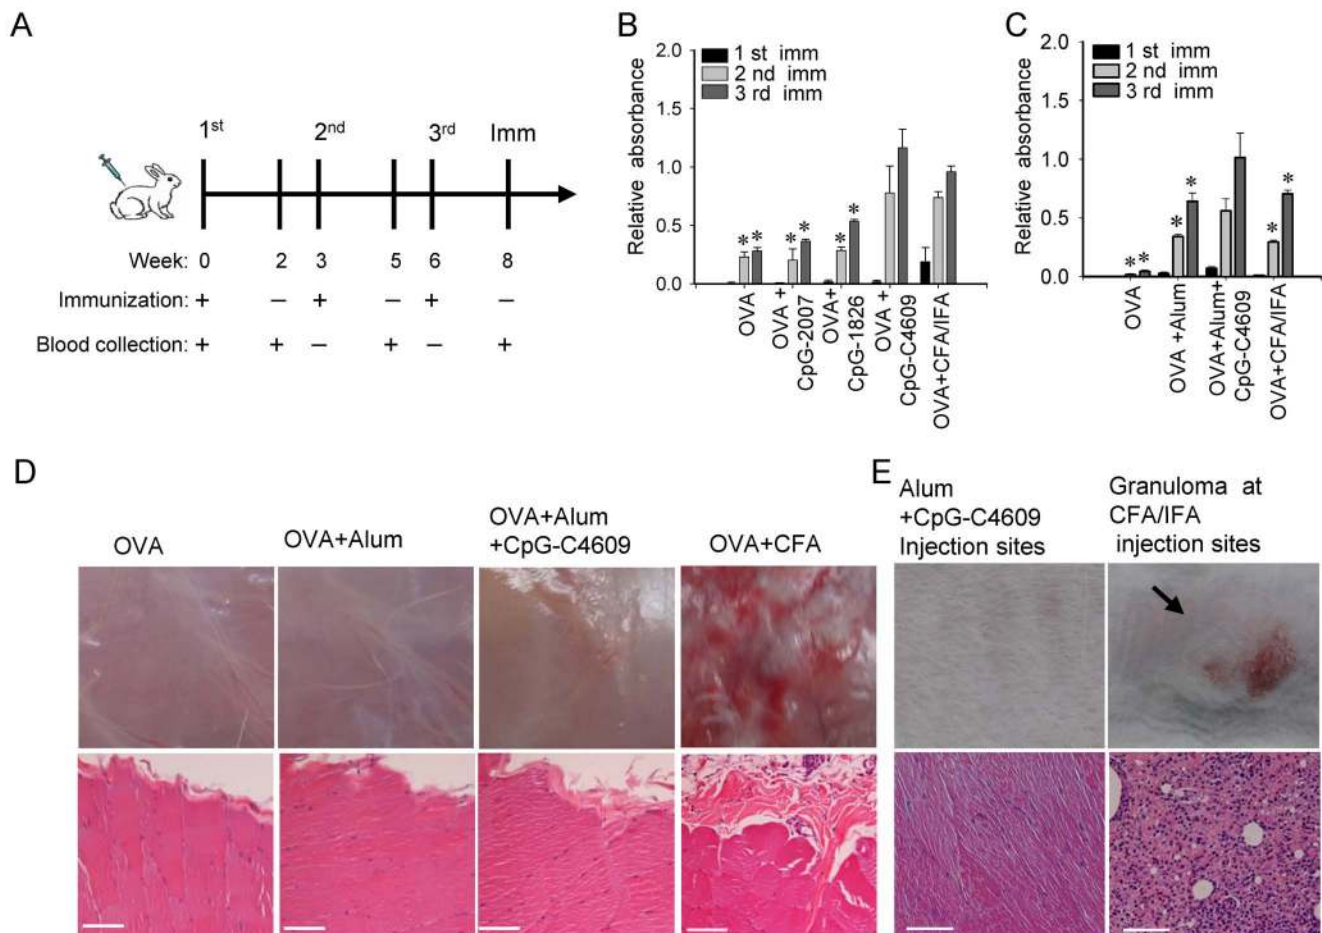 A
1st 2nd 3rd Imm
Week: 0 2 3 5 6 8
Immunization: + – + – + –
Blood collection: + + – + – +
B
2.0
1.5
1.0
0.5
0.0
Relative absorbance
1 st imm
2 nd imm
3 rd imm
* * * * * *
OVA
OVA +
CpG-2007
OVA+
CpG-1826
OVA +
CpG-C4609
OVA+CFA/IFA
C
2.0
1.5
1.0
0.5
0.0
Relative absorbance
1 st imm
2 nd imm
3 rd imm
* * * * * *
OVA
OVA +Alum
OVA+Alum+
CpG-C4609
OVA+CFA/IFA
D
OVA
OVA+Alum
OVA+Alum
+CpG-C4609
OVA+CFA
E
Alum
+CpG-C4609
Injection sites
Granuloma at
CFA/IFA
injection sites